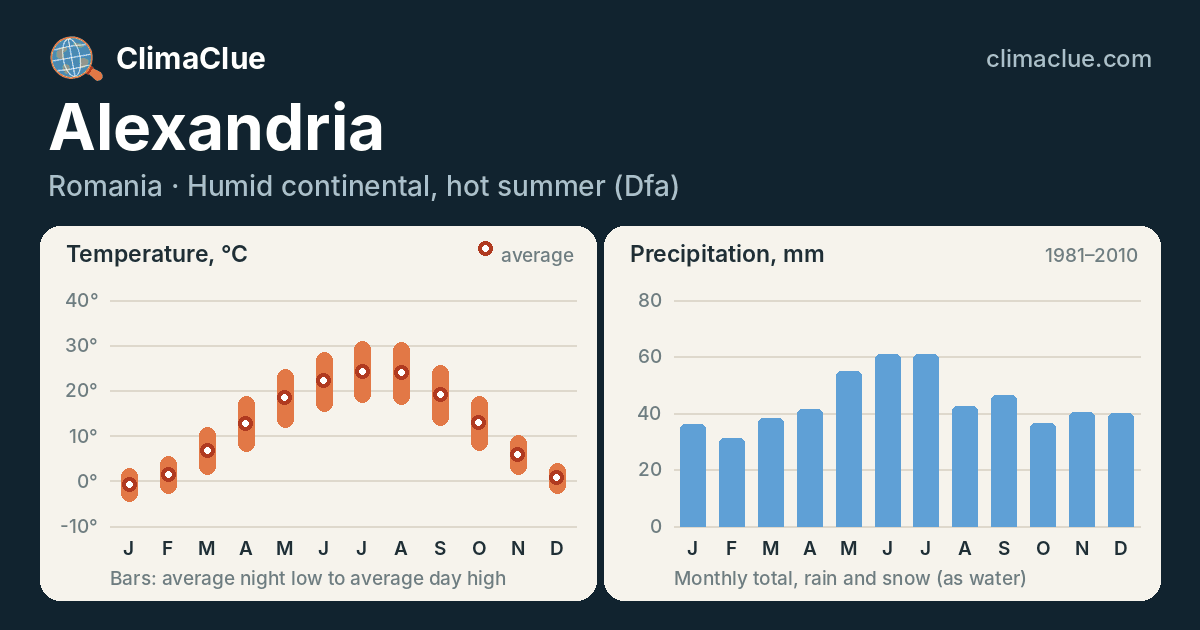 ClimaClue
climaclue.com
Alexandria
Romania · Humid continental, hot summer (Dfa)
Temperature, °C
average
40°
30°
20°
10°
0°
-10°
J F M A M J J A S O N D
Bars: average night low to average day high
Precipitation, mm
1981–2010
80
60
40
20
0
J F M A M J J A S O N D
Monthly total, rain and snow (as water)